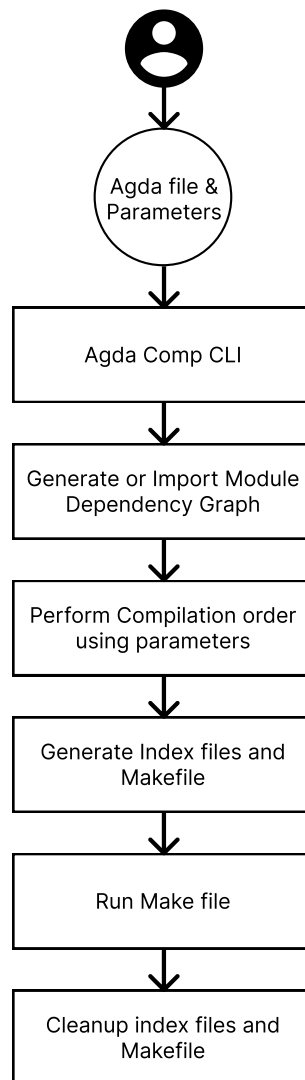 Agda file &
Parameters
Agda Comp CLI
Generate or Import Module
Dependency Graph
Perform Compilation order
using parameters
Generate Index files and
Makefile
Run Make file
Cleanup index files and
Makefile